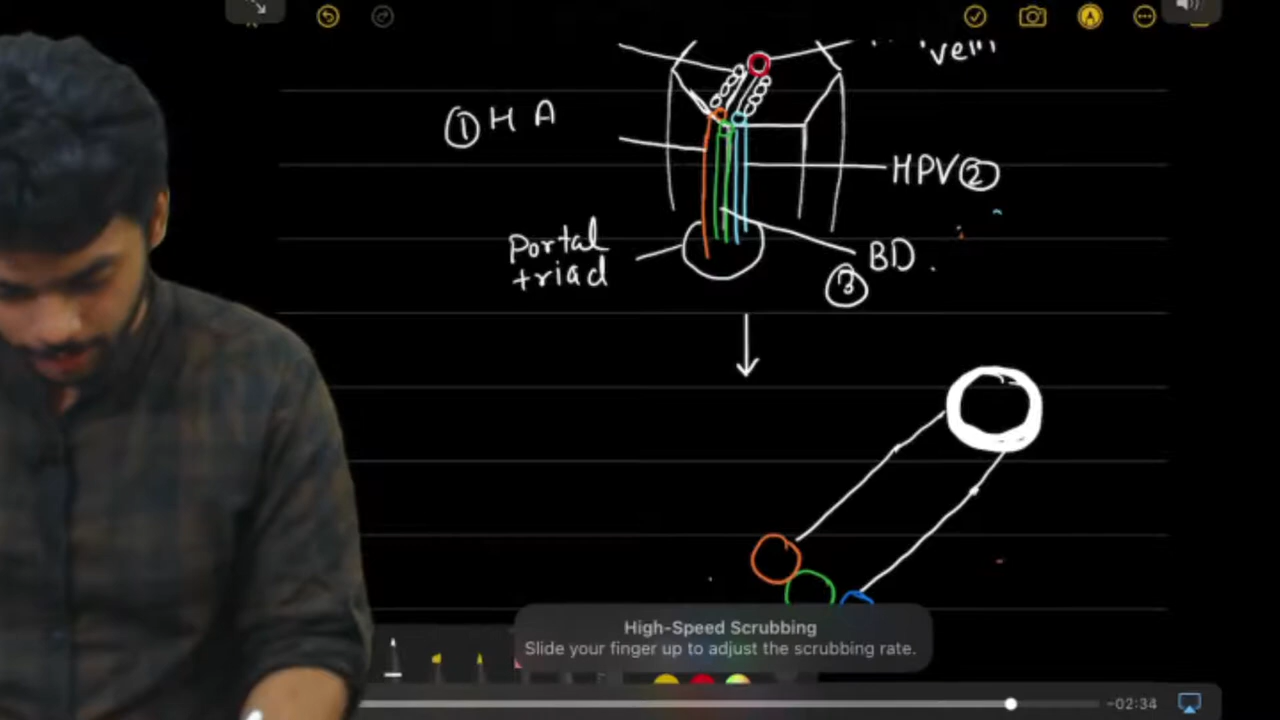 vein
① H A
HPV ②
Portal
triad
BD.
③
High-Speed Scrubbing
Slide your finger up to adjust the scrubbing rate.
-02:34